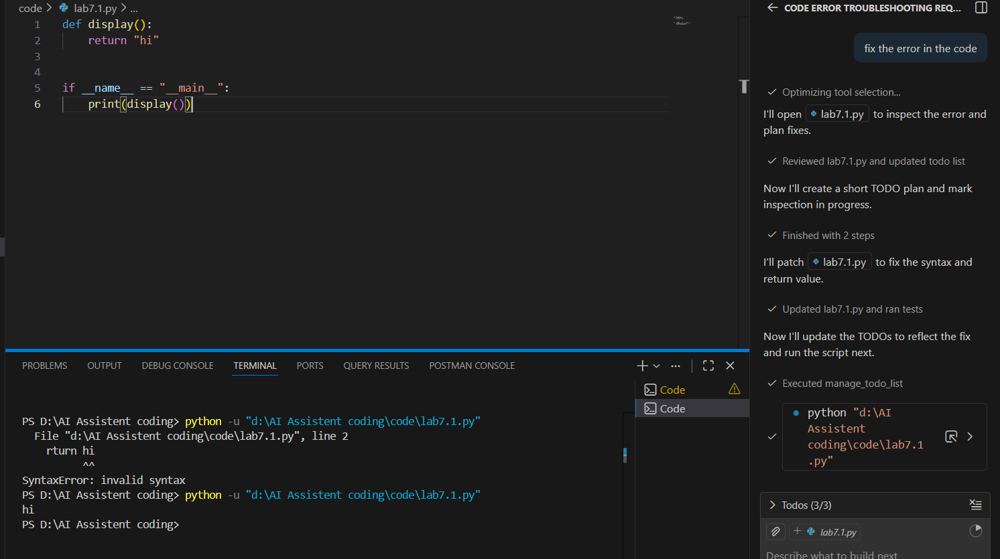 code > lab7.1.py > ...
1 def display():
2 return "hi"
3
4
5 if __name__ == "__main__":
6 print(display())
PROBLEMS OUTPUT DEBUG CONSOLE TERMINAL PORTS QUERY RESULTS POSTMAN CONSOLE
Code
Code
PS D:\AI Assistent coding> python -u "d:\AI Assistent coding\code\lab7.1.py"
File "d:\AI Assistent coding\code\lab7.1.py", line 2
rturn hi
^^
SyntaxError: invalid syntax
PS D:\AI Assistent coding> python -u "d:\AI Assistent coding\code\lab7.1.py"
hi
PS D:\AI Assistent coding>
CODE ERROR TROUBLESHOOTING REQ...
fix the error in the code
Optimizing tool selection...
I'll open lab7.1.py to inspect the error and
plan fixes.
Reviewed lab7.1.py and updated todo list
Now I'll create a short TODO plan and mark
inspection in progress.
Finished with 2 steps
I'll patch lab7.1.py to fix the syntax and
return value.
Updated lab7.1.py and ran tests
Now I'll update the TODOs to reflect the fix
and run the script next.
Executed manage_todo_list
python "d:\AI
Assistent
coding\code\lab7.1
.py"
Todos (3/3)
lab7.1.py
Describe what to build next